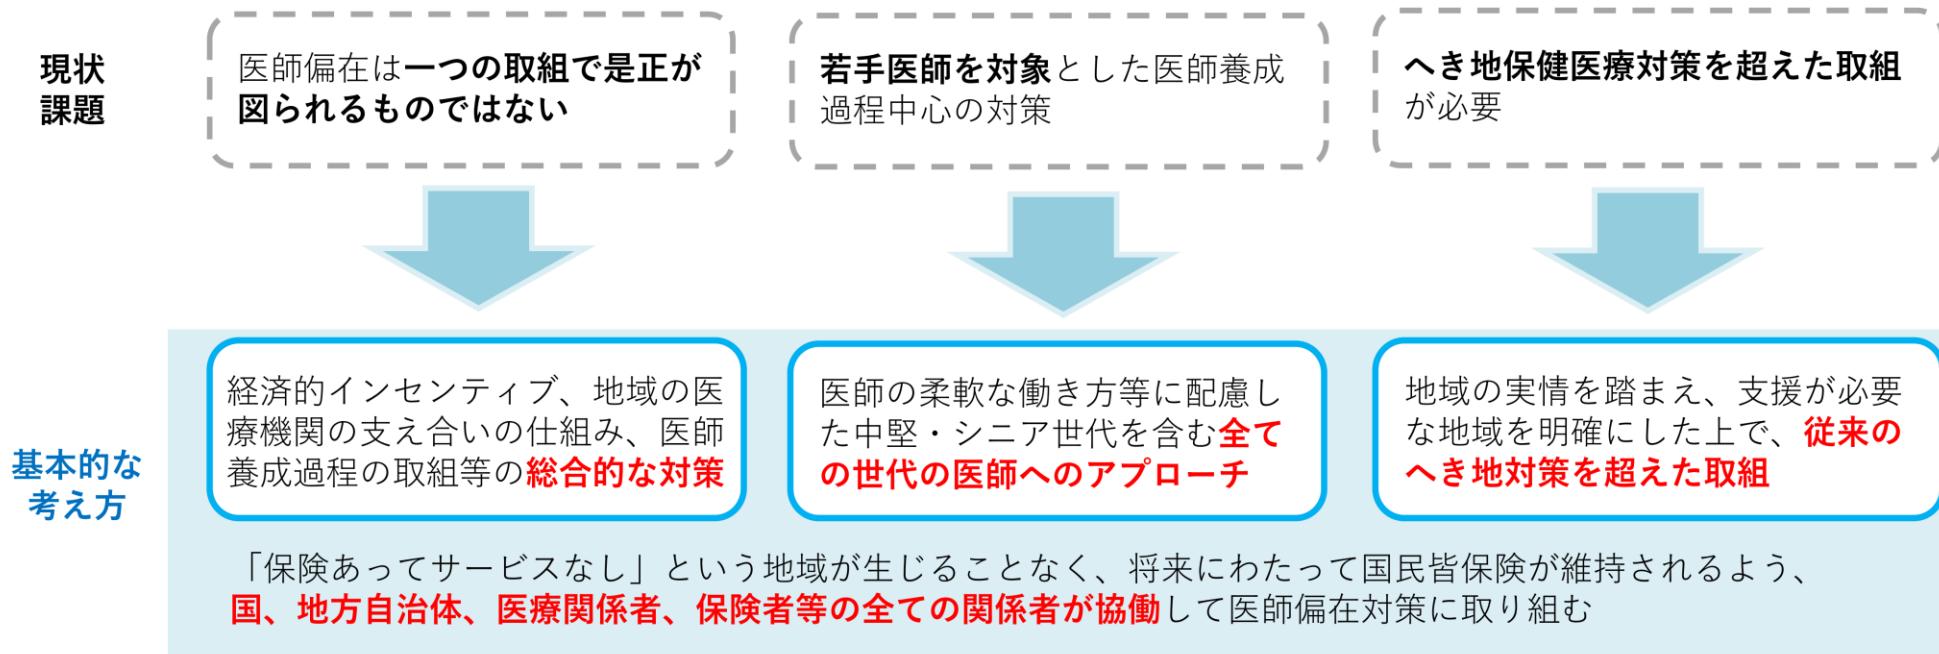 現状
課題
医師偏在は一つの取組で是正が
図られるものではない
若手医師を対象とした医師養成
過程中心の対策
へき地保健医療対策を超えた取組
が必要
基本的な
考え方
経済的インセンティブ、地域の医
療機関の支え合いの仕組み、医師
養成過程の取組等の総合的な対策
医師の柔軟な働き方等に配慮し
た中堅・シニア世代を含む全て
の世代の医師へのアプローチ
地域の実情を踏まえ、支援が必要
な地域を明確にした上で、従来の
へき地対策を超えた取組
「保険あってサービスなし」という地域が生じることなく、将来にわたって国民皆保険が維持されるよう、
国、地方自治体、医療関係者、保険者等の全ての関係者が協働して医師偏在対策に取り組む